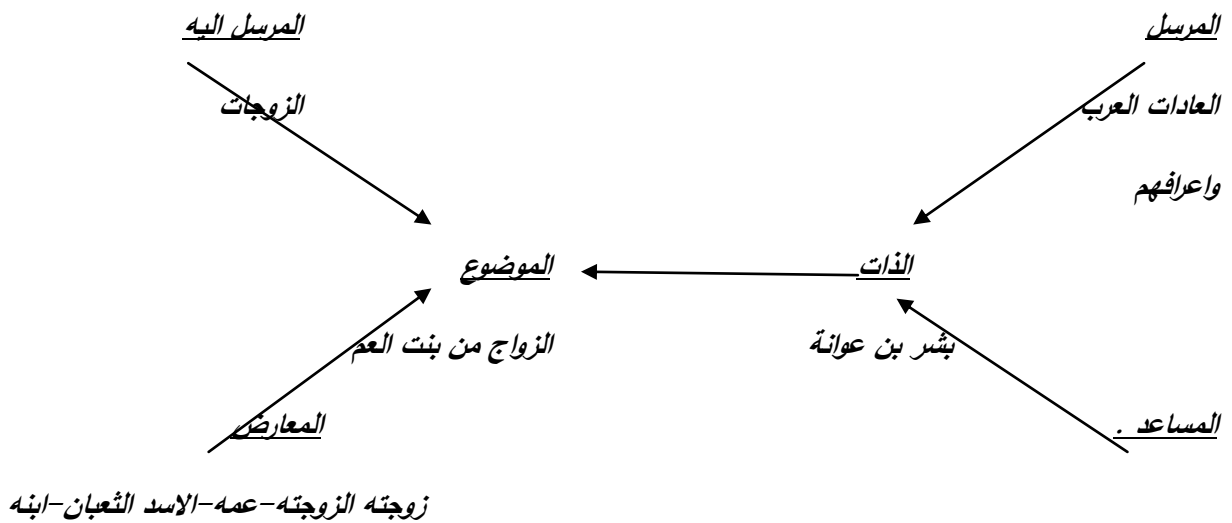 المرسل
المرسل اليه
العادات العرب
الزوجات
واعرافهم
الذات
الموضوع
بشر بن عوانة
الزواج من بنت العم
المساعد .
المعارض
زوجته الزوجته-عمه-الاسد الثعبان-ابنه